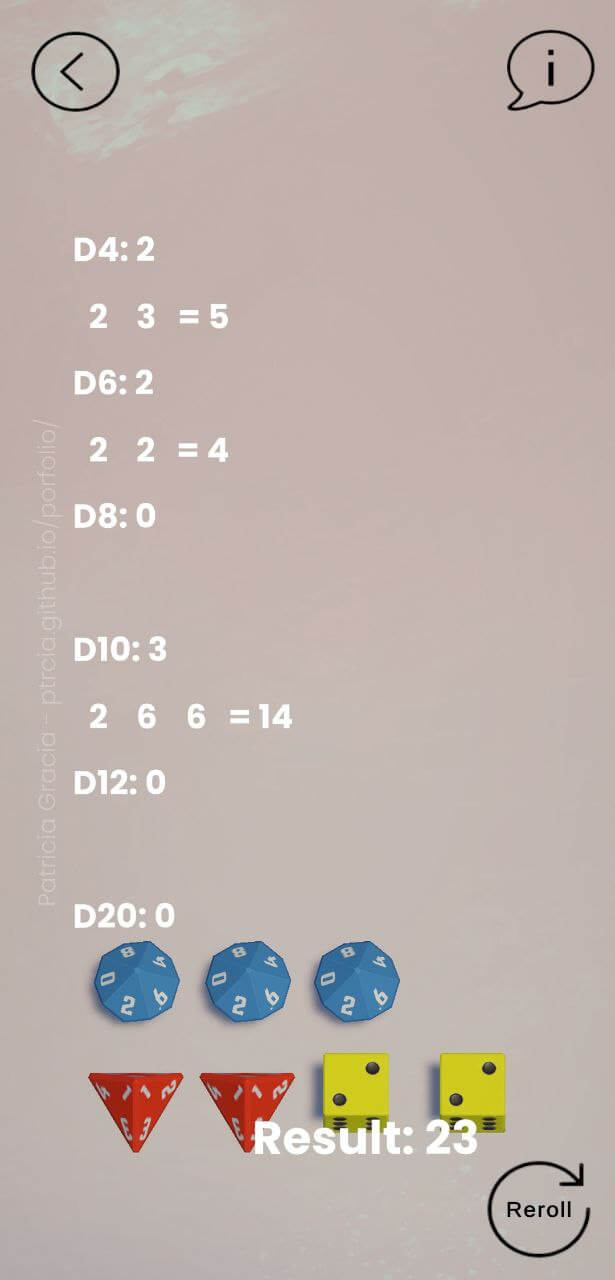 i
D4: 2
2 3 = 5
D6: 2
2 2 = 4
D8: 0
D10: 3
2 6 6 = 14
D12: 0
D20: 0
Patricia Gracia - ptrcia.github.io/porfolio/
Result: 23
Reroll